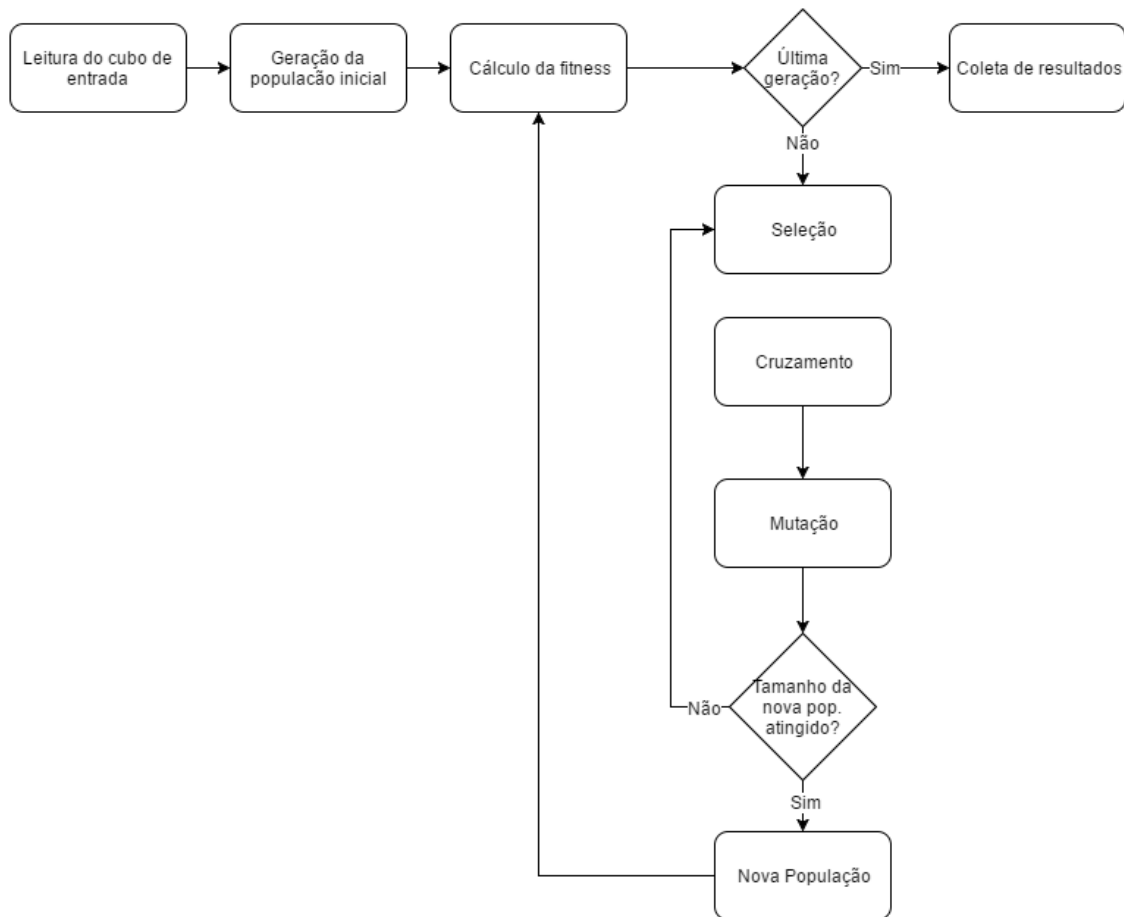 Leitura do cubo de
entrada
Geração da
população inicial
Cálculo da fitness
Última
geração?
Sim
Coleta de resultados
Não
Seleção
Cruzamento
Mutação
Tamanho da
nova pop.
atingido?
Não
Sim
Nova População